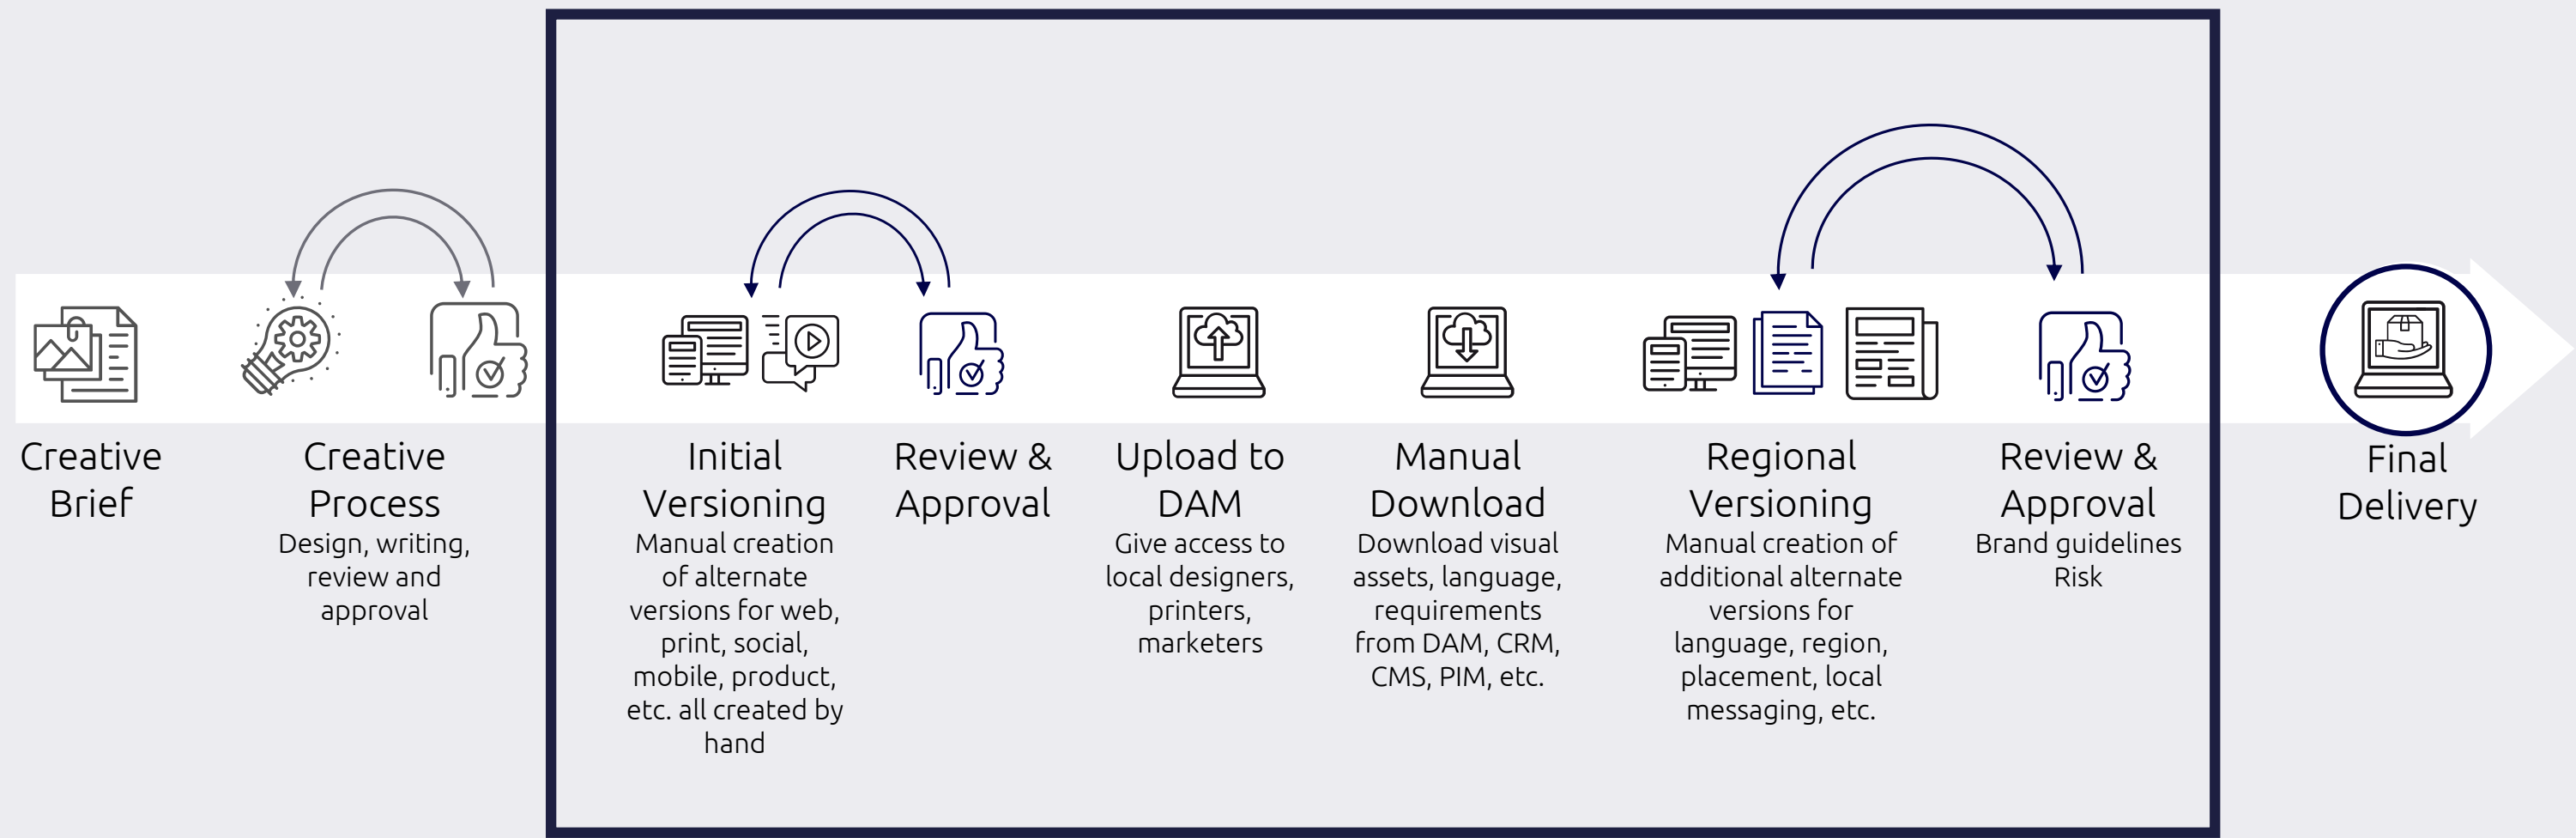 Creative
Brief
Creative
Process
Design, writing,
review and
approval
Initial
Versioning
Manual creation
of alternate
versions for web,
print, social,
mobile, product,
etc. all created by
hand
Review &
Approval
Upload to
DAM
Give access to
local designers,
printers,
marketers
Manual
Download
Download visual
assets, language,
requirements
from DAM, CRM,
CMS, PIM, etc.
Regional
Versioning
Manual creation of
additional alternate
versions for
language, region,
placement, local
messaging, etc.
Review &
Approval
Brand guidelines
Risk
Final
Delivery